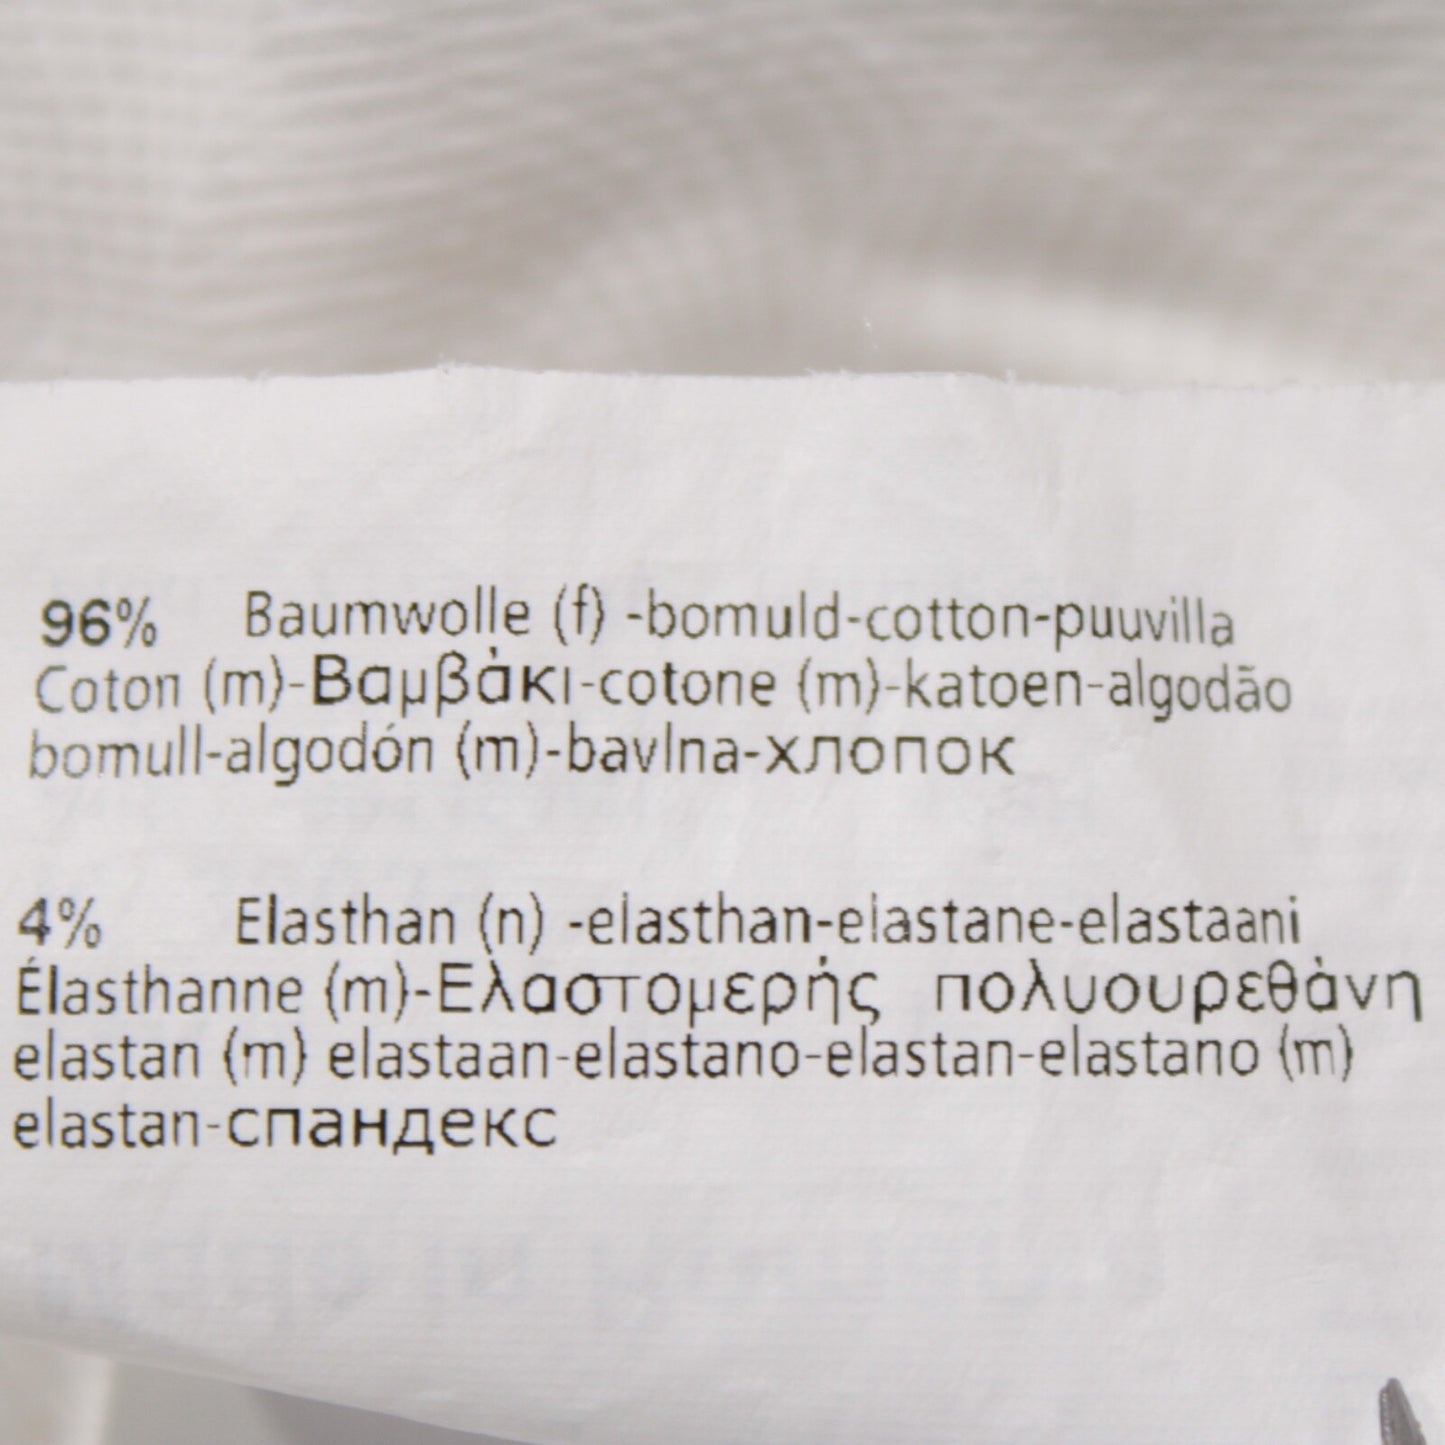 96% Baumwolle (f) -bomuld-cotton-puuvilla
Coton (m)-Βαμβάκι-cotone (m)-katoen-algodão
bomull-algodón (m)-bavlna-хлопок
4% Elasthan (n) -elasthan-elastane-elastaani
Élasthanne (m)-Ελαστομερής πολυουρεθάνη
elastan (m) elastaan-elastano-elastan-elastano (m)
elastan-спандекс